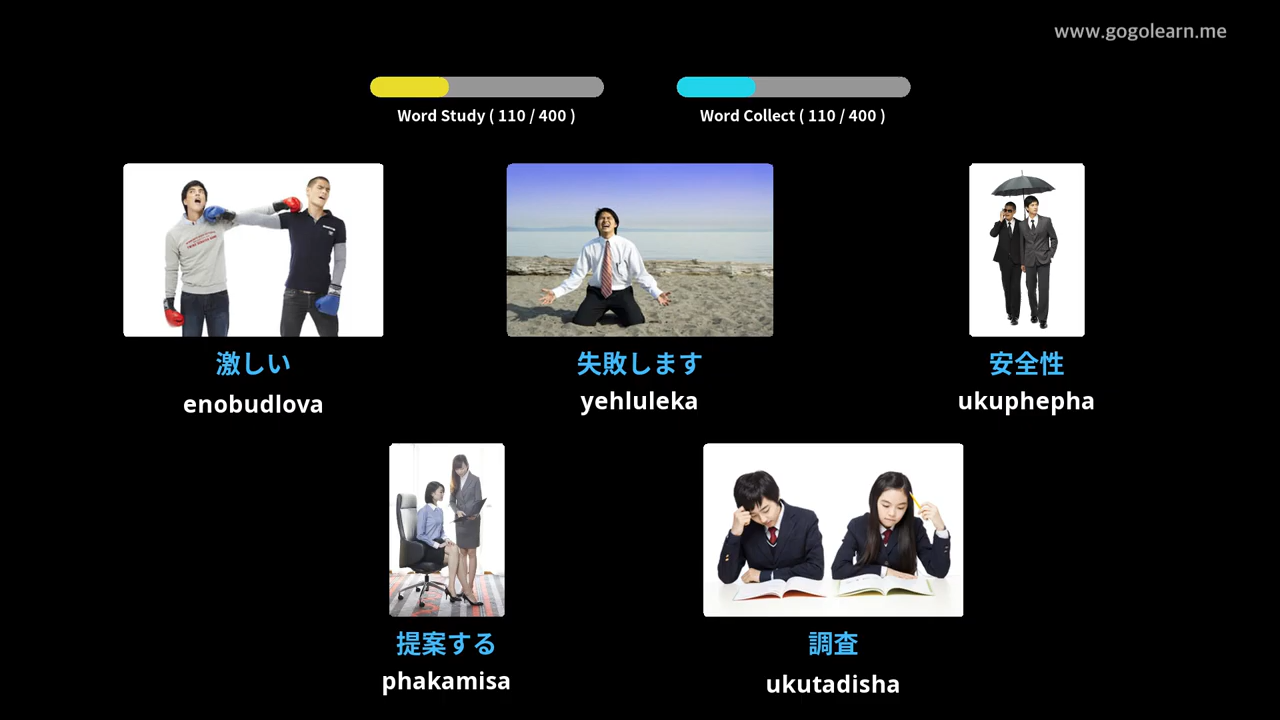 www.gogolearn.me
Word Study ( 110 / 400 )
Word Collect ( 110 / 400 )
激しい
enobudlova
失敗します
yehluleka
安全性
ukuphepha
提案する
phakamisa
調査
ukutadisha